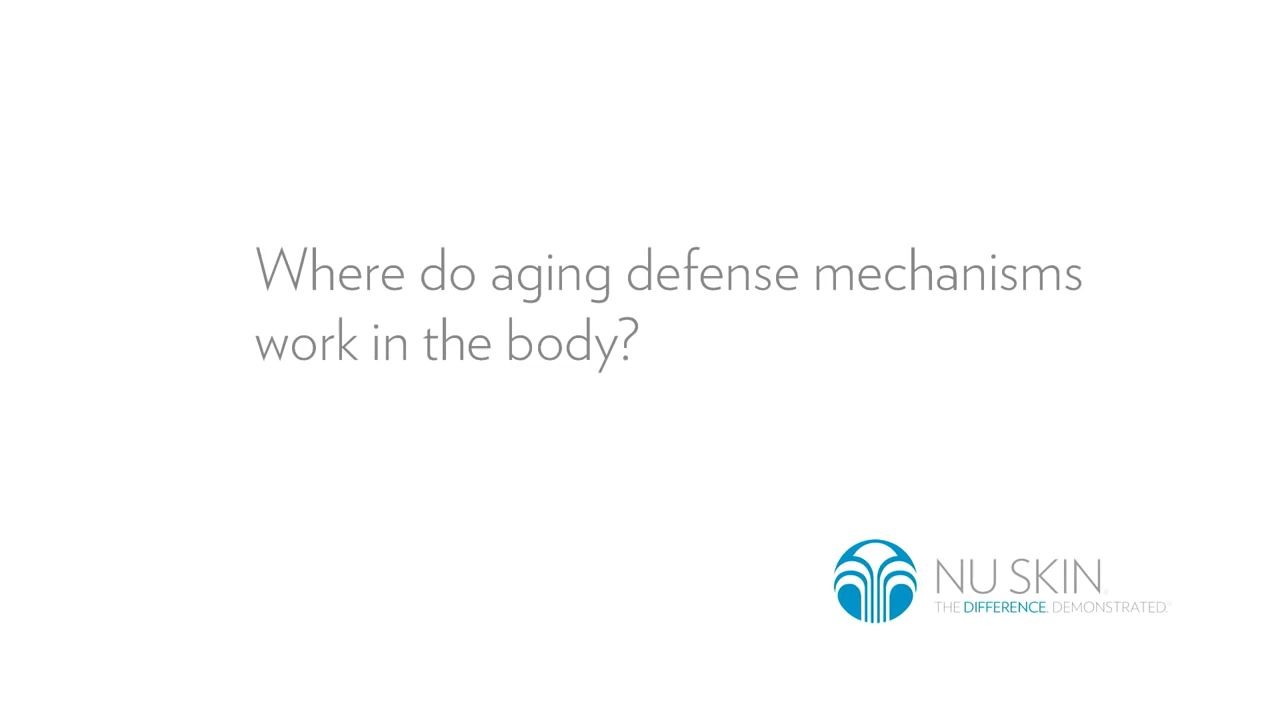 Where do aging defense mechanisms
work in the body?
NU SKIN®
THE DIFFERENCE. DEMONSTRATED.®